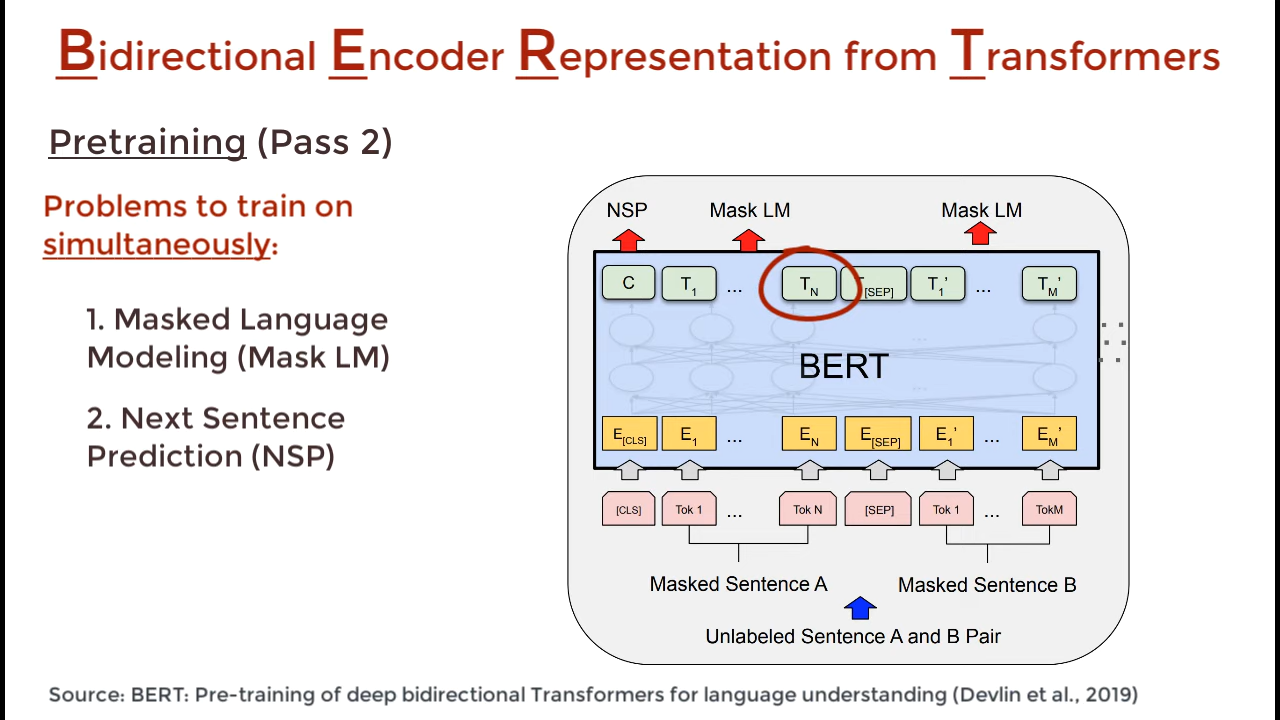 Bidirectional Encoder Representation from Transformers
Pretraining (Pass 2)
Problems to train on
simultaneously:
1. Masked Language
Modeling (Mask LM)
2. Next Sentence
Prediction (NSP)
NSP Mask LM Mask LM
C T1 ... TN T[SEP] T1' ... TM'
BERT
E[CLS] E1 ... EN E[SEP] E1' ... EM'
[CLS] Tok 1 ... Tok N [SEP] Tok 1 ... TokM
Masked Sentence A Masked Sentence B
Unlabeled Sentence A and B Pair
Source: BERT: Pre-training of deep bidirectional Transformers for language understanding (Devlin et al., 2019)